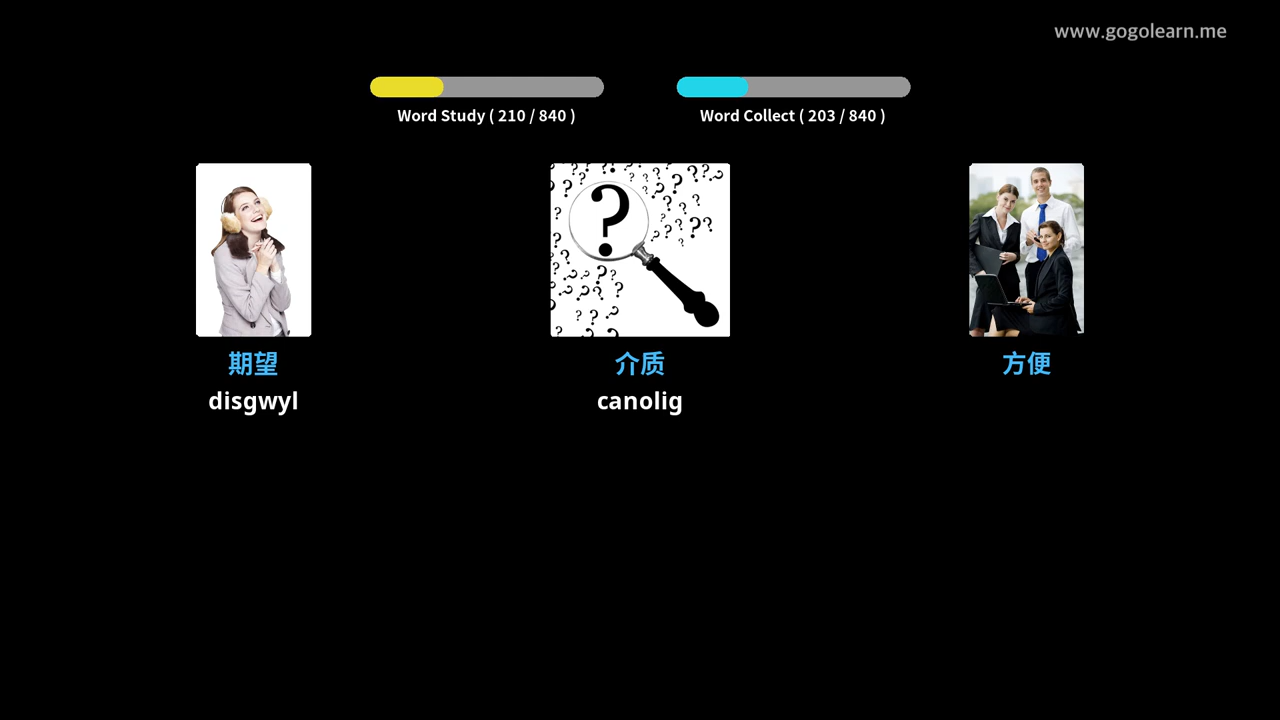 www.gogolearn.me
Word Study ( 210 / 840 )
Word Collect ( 203 / 840 )
期望
介质
方便
disgwyl
canolig